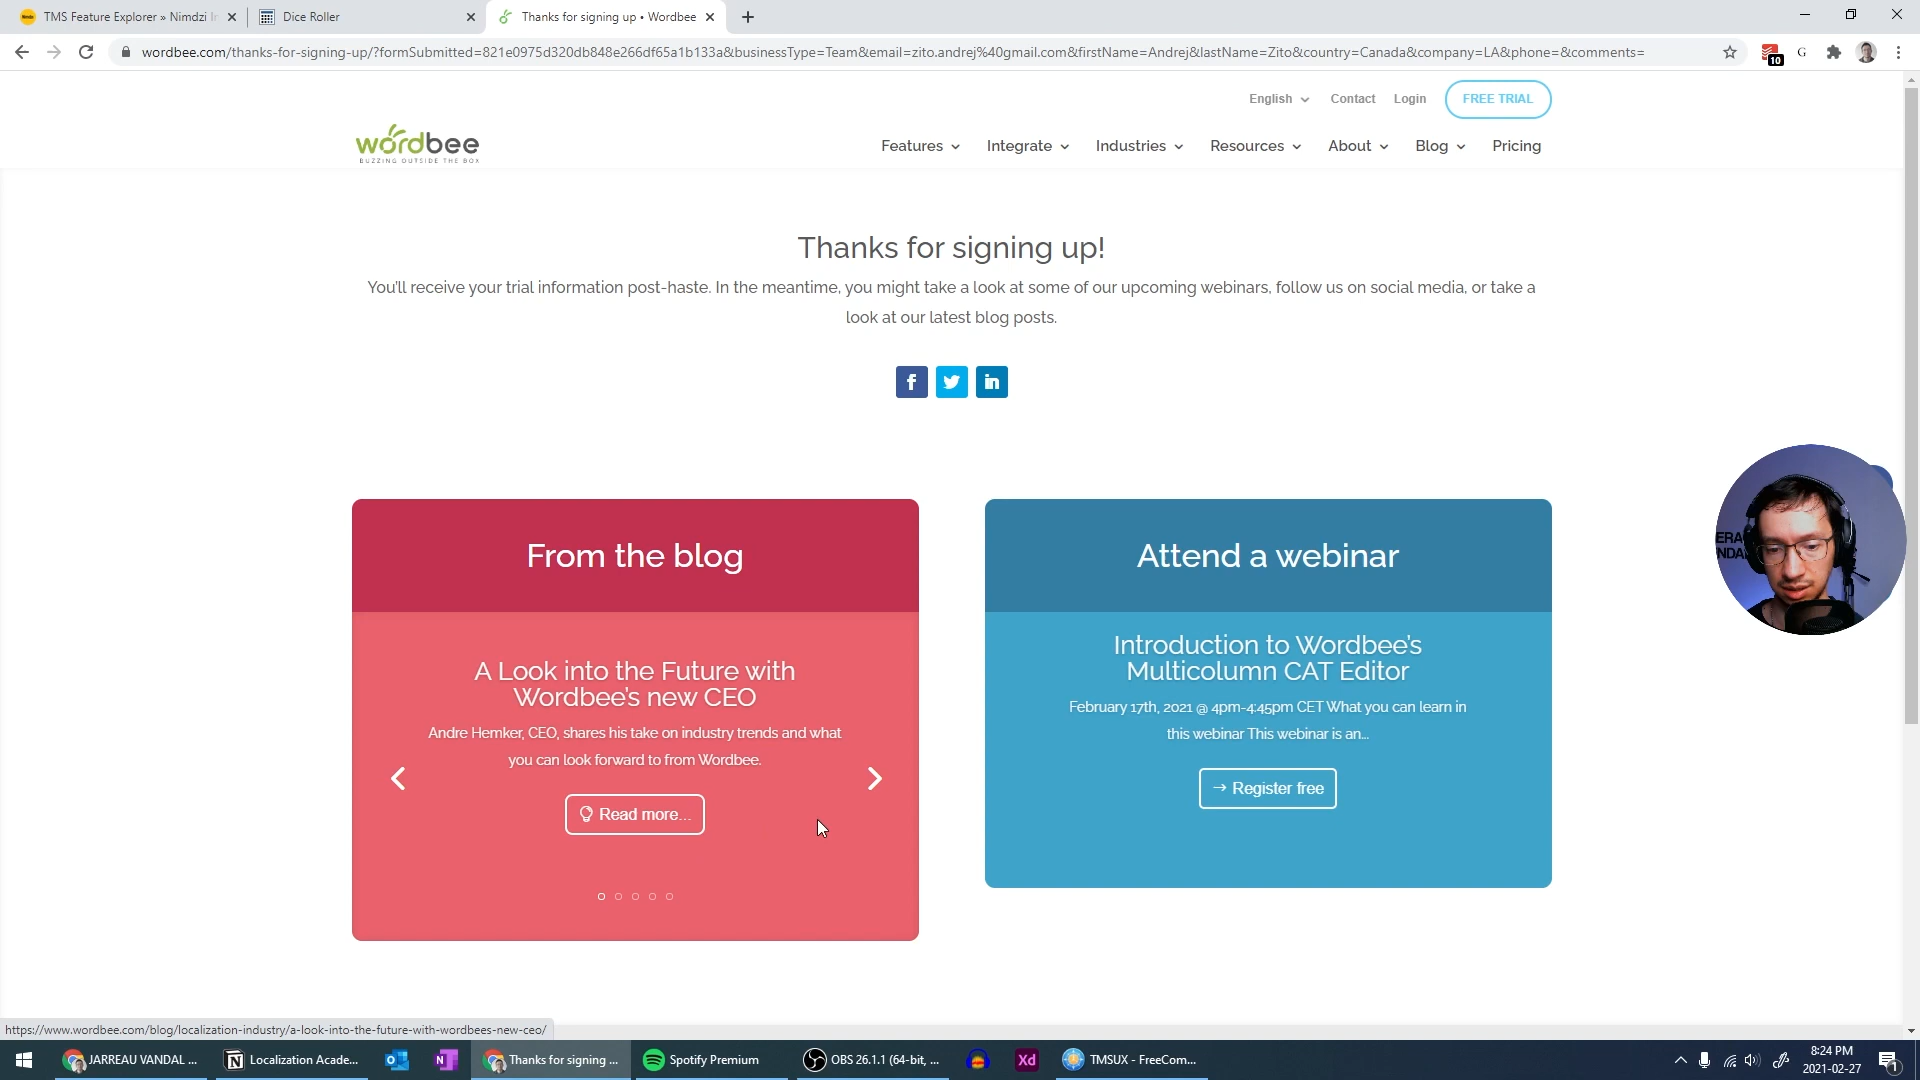 TMS Feature Explorer » Nimdzi In
Dice Roller
Thanks for signing up • Wordbee
wordbee.com/thanks-for-signing-up/?formSubmitted=821e0975d320db848e266df65a1b133a&businessType=Team&email=zito.andrej%40gmail.com&firstName=Andrej&lastName=Zito&country=Canada&company=LA&phone=&comments=
10
G
English
Contact
Login
FREE TRIAL
wordbee
BUZZING OUTSIDE THE BOX
Features
Integrate
Industries
Resources
About
Blog
Pricing
Thanks for signing up!
You'll receive your trial information post-haste. In the meantime, you might take a look at some of our upcoming webinars, follow us on social media, or take a
look at our latest blog posts.
From the blog
A Look into the Future with
Wordbee's new CEO
Andre Hemker, CEO, shares his take on industry trends and what
you can look forward to from Wordbee.
Read more...
Attend a webinar
Introduction to Wordbee's
Multicolumn CAT Editor
February 17th, 2021 @ 4pm-4:45pm CET What you can learn in
this webinar This webinar is an...
→ Register free
https://www.wordbee.com/blog/localization-industry/a-look-into-the-future-with-wordbees-new-ceo/
JARREAU VANDAL ...
Localization Acade...
Thanks for signing ...
Spotify Premium
OBS 26.1.1 (64-bit, ...
Xd
TMSUX - FreeCom...
8:24 PM
2021-02-27
1